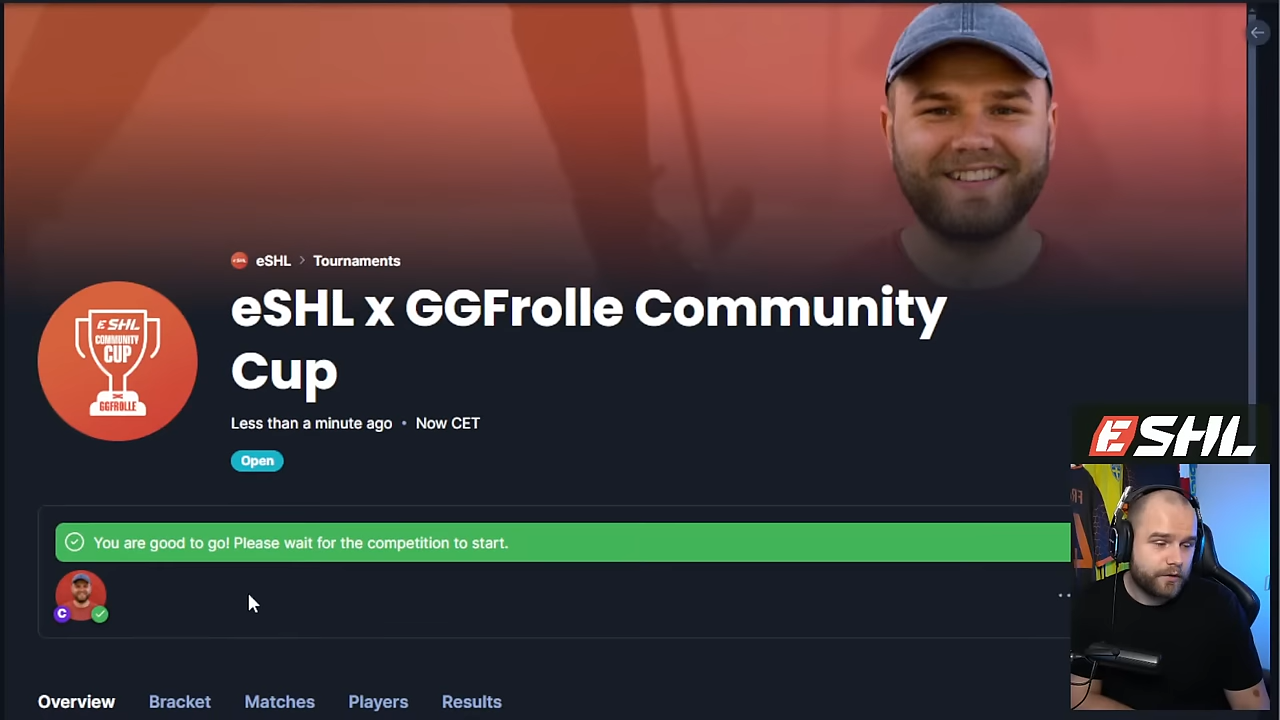 eSHL > Tournaments
eSHL x GGFrolle Community
Cup
Less than a minute ago • Now CET
Open
ESHL
COMMUNITY
CUP
GGFROLLE
ESHL
You are good to go! Please wait for the competition to start.
C
Overview Bracket Matches Players Results